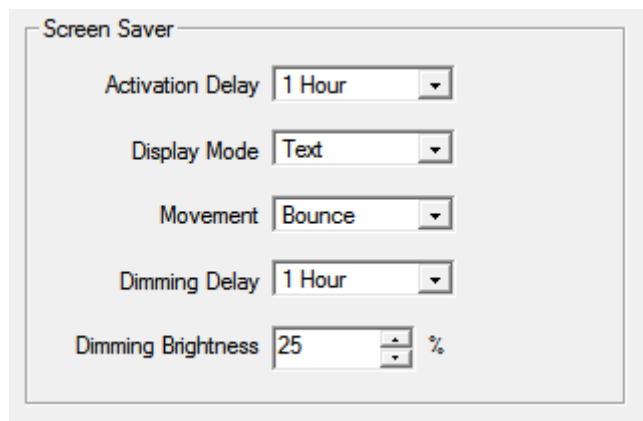 Screen Saver
Activation Delay 1 Hour
Display Mode Text
Movement Bounce
Dimming Delay 1 Hour
Dimming Brightness 25 %